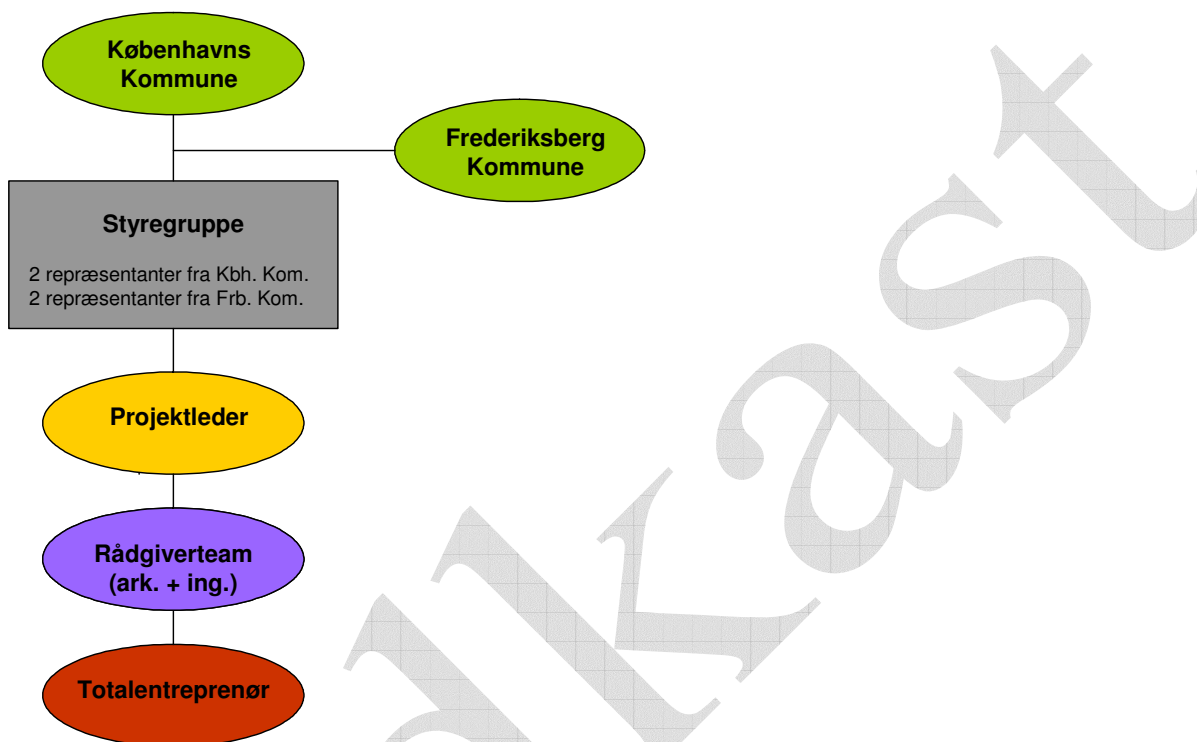 Københavns
Kommune
Frederiksberg
Kommune
Styregruppe
2 repræsentanter fra Kbh. Kom.
2 repræsentanter fra Frb. Kom.
Projektleder
Rådgiverteam
(ark. + ing.)
Totalentreprenør
dkast